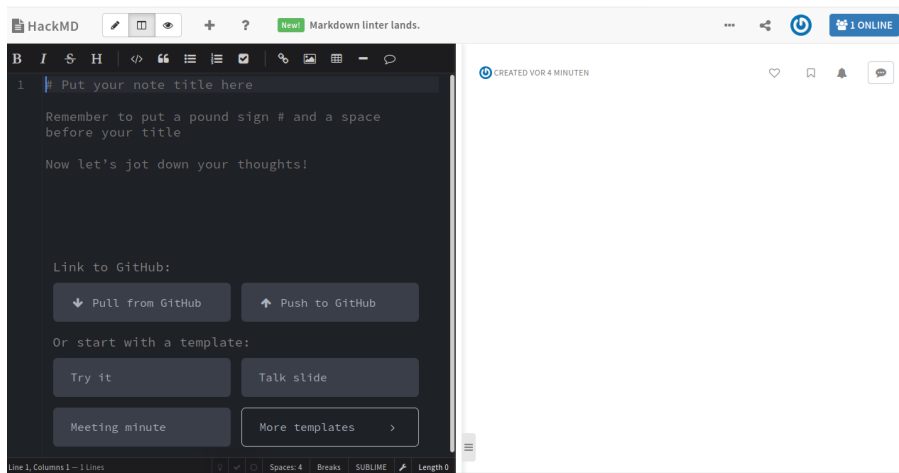 HackMD
+ ? New! Markdown linter lands.
1 ONLINE
B I S H
1 # Put your note title here
Remember to put a pound sign # and a space
before your title
Now let’s jot down your thoughts!
Link to GitHub:
Pull from GitHub
Push to GitHub
Or start with a template:
Try it
Talk slide
Meeting minute
More templates >
Line 1, Columns 1 — 1 Lines
Spaces: 4 Breaks SUBLIME Length 0
CREATED VOR 4 MINUTEN